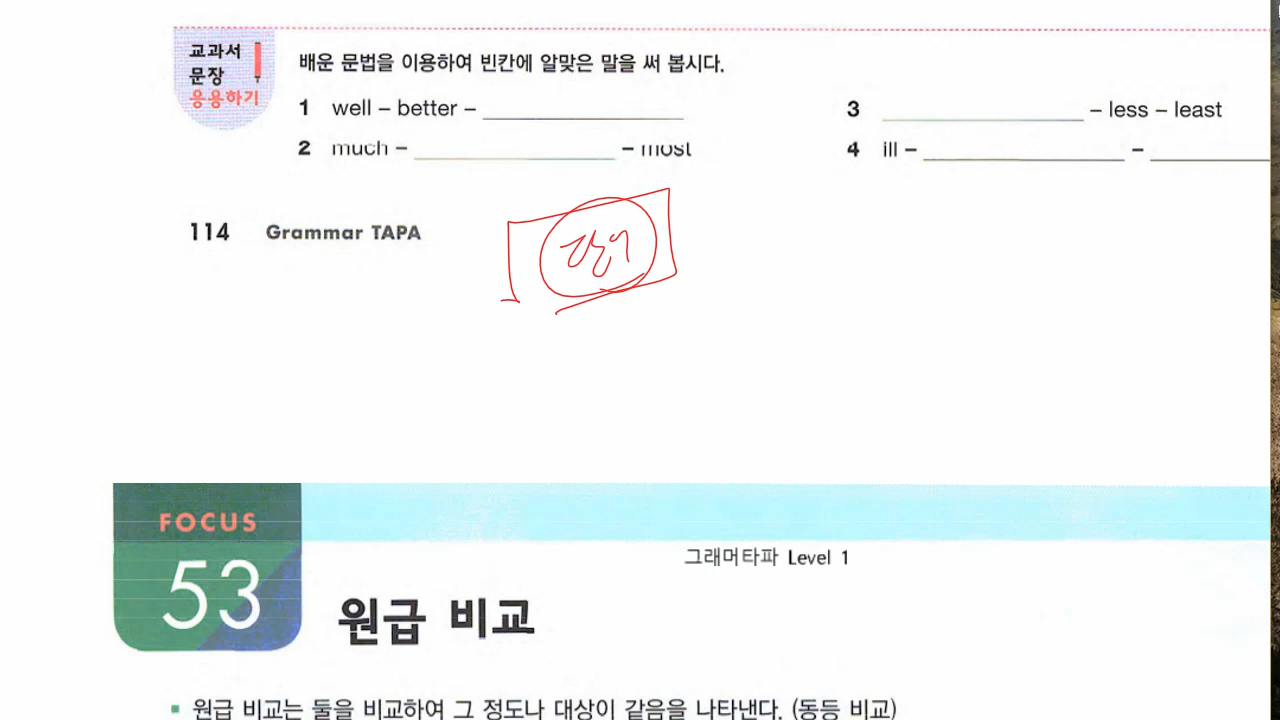 교과서
문장
응용하기
배운 문법을 이용하여 빈칸에 알맞은 말을 써 봅시다.
1 well – better –
2 much – – most
3 – less – least
4 ill – –
114 Grammar TAPA
단어
FOCUS
53
그래머타파 Level 1
원급 비교
원급 비교는 둘을 비교하여 그 정도나 대상이 같음을 나타낸다. (동등 비교)